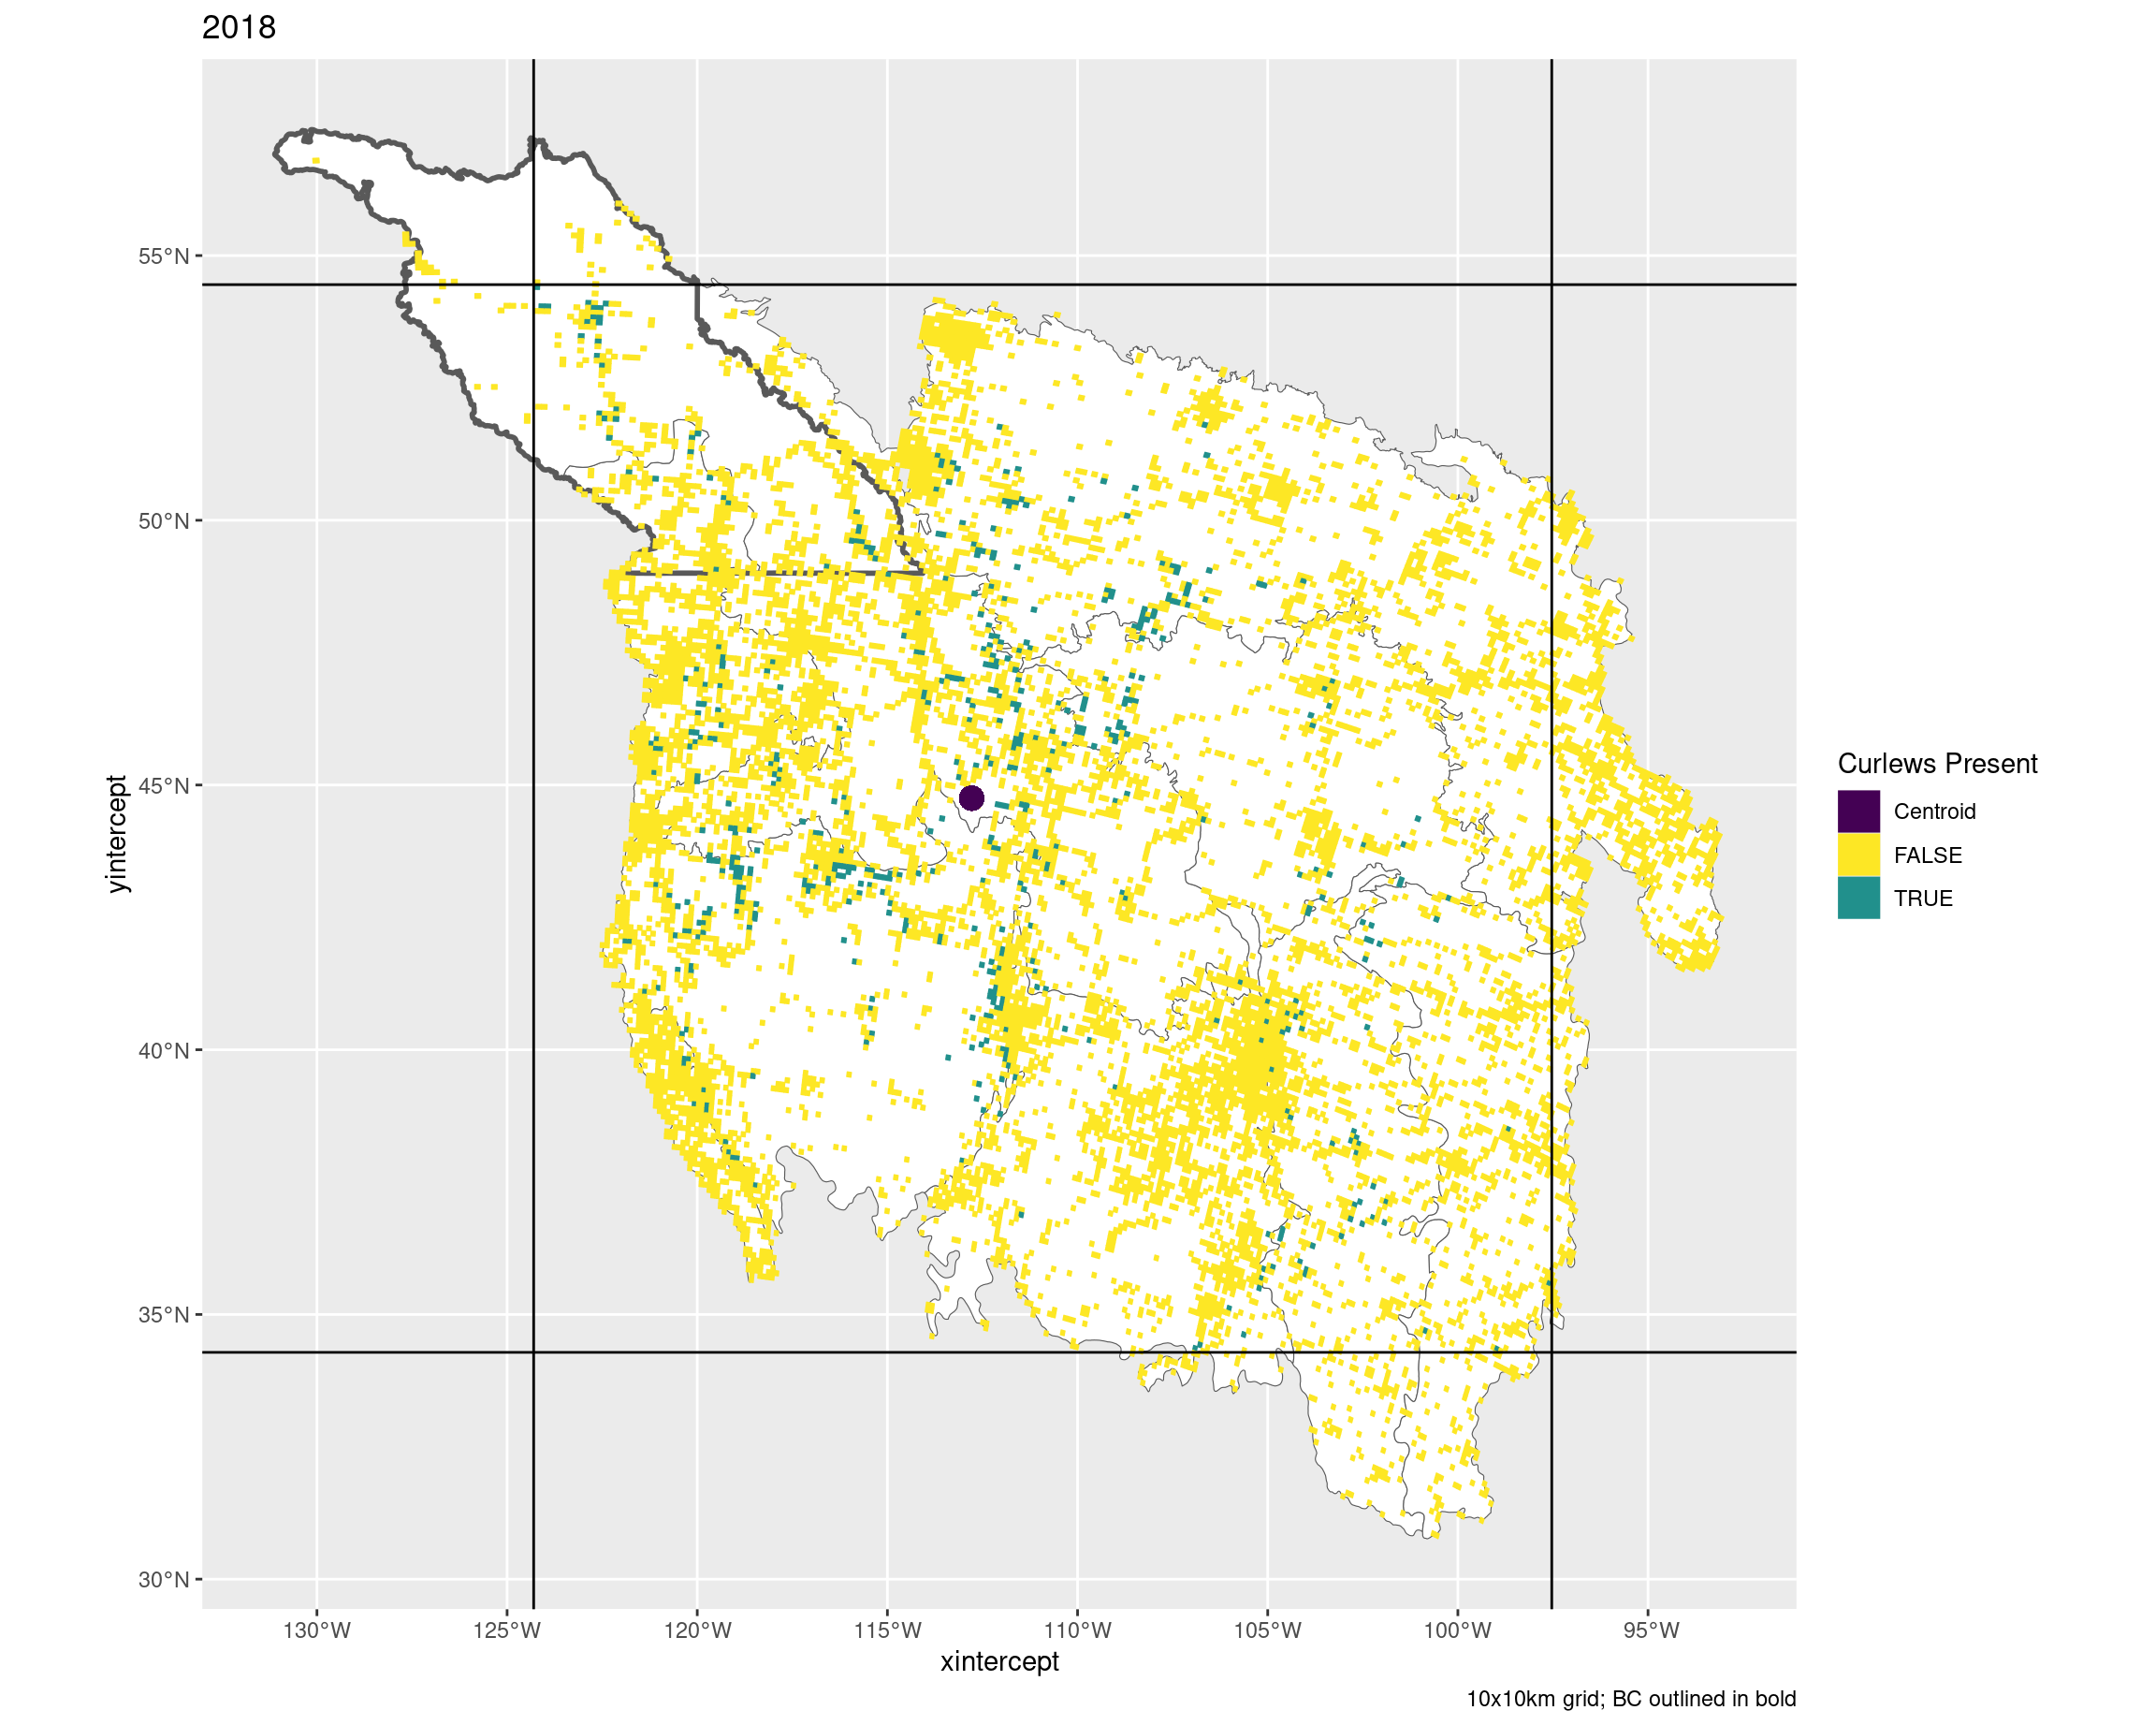 2018
55°N
50°N
45°N
40°N
35°N
30°N
yintercept
130°W
125°W
120°W
115°W
110°W
105°W
100°W
95°W
xintercept
Curlews Present
Centroid
FALSE
TRUE
10x10km grid; BC outlined in bold